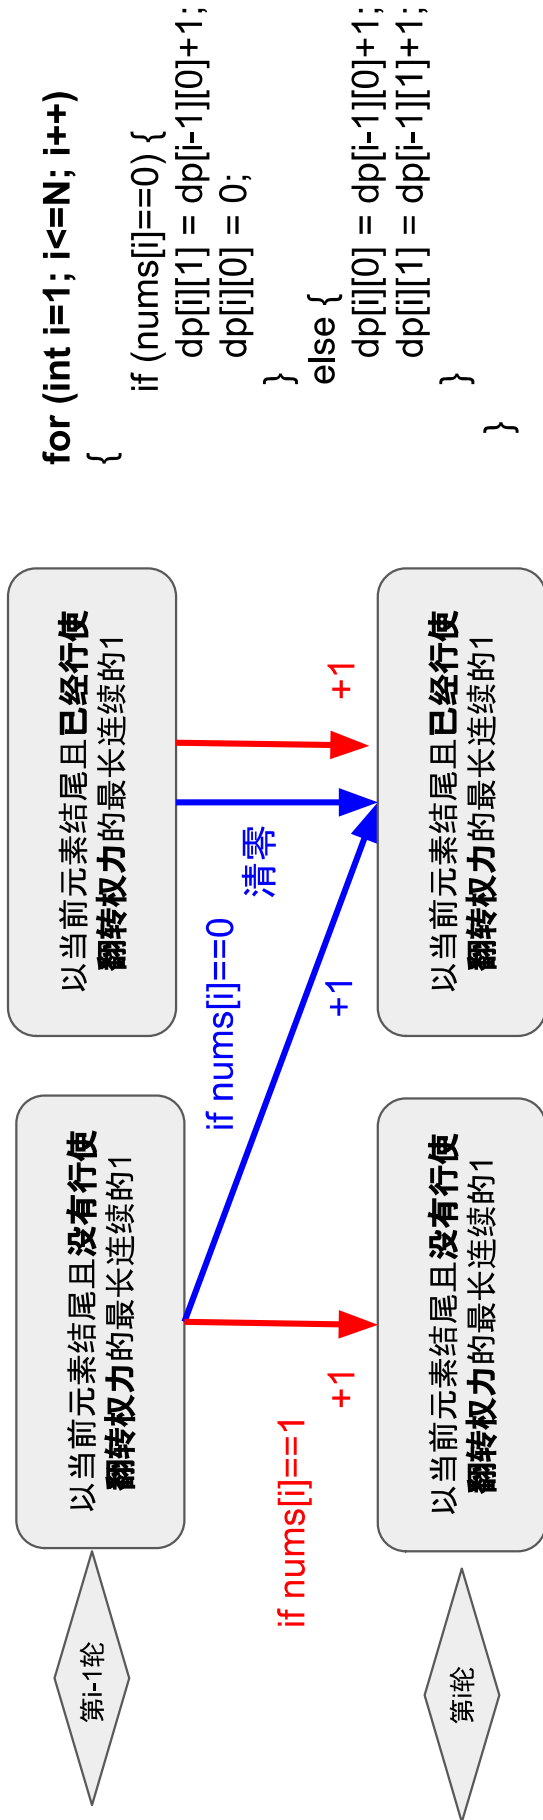 第i-1轮
以当前元素结尾且没有行使
翻转权力的最长连续的1
以当前元素结尾且已经行使
翻转权力的最长连续的1
if nums[i]==0
清零
if nums[i]==1
+1
+1
+1
第i轮
以当前元素结尾且没有行使
翻转权力的最长连续的1
以当前元素结尾且已经行使
翻转权力的最长连续的1
for (int i=1; i<=N; i++)
{
if (nums[i]==0) {
dp[i][1] = dp[i-1][0]+1;
dp[i][0] = 0;
}
else {
dp[i][0] = dp[i-1][0]+1;
dp[i][1] = dp[i-1][1]+1;
}
}